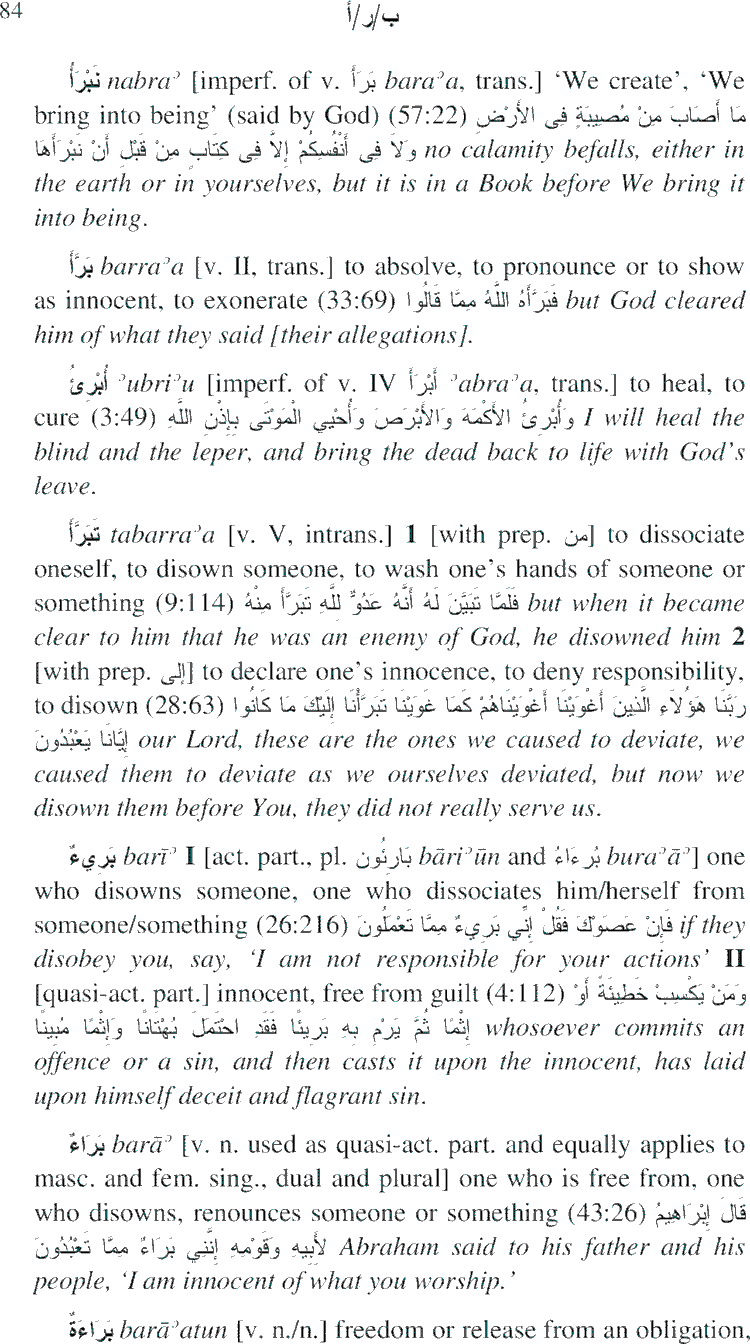 84
ب/ر/أ
نَبْرَأُ nabraʾ [imperf. of v. بَرَأَ baraʾa, trans.] ‘We create’, ‘We
bring into being’ (said by God) (57:22) مَا أَصَابَ مِنْ مُصِيبَةٍ فِى الأَرْضِ
وَلاَ فِى أَنْفُسِكُمْ إِلاَّ فِى كِتَابٍ مِنْ قَبْلِ أَنْ نَبْرَأَهَا no calamity befalls, either in
the earth or in yourselves, but it is in a Book before We bring it
into being.
بَرَّأَ barraʾa [v. II, trans.] to absolve, to pronounce or to show
as innocent, to exonerate (33:69) فَبَرَّأَهُ اللَّهُ مِمَّا قَالُوا but God cleared
him of what they said [their allegations].
أُبْرِئُ ʾubriʾu [imperf. of v. IV أَبْرَأَ ʾabraʾa, trans.] to heal, to
cure (3:49) وَأُبْرِئُ الأَكْمَهَ وَالأَبْرَصَ وَأُحْيِي الْمَوْتَى بِإِذْنِ اللَّهِ I will heal the
blind and the leper, and bring the dead back to life with God’s
leave.
تَبَرَّأَ tabarraʾa [v. V, intrans.] 1 [with prep. من] to dissociate
oneself, to disown someone, to wash one’s hands of someone or
something (9:114) فَلَمَّا تَبَيَّنَ لَهُ أَنَّهُ عَدُوٌّ للَّهِ تَبَرَّأَ مِنْهُ but when it became
clear to him that he was an enemy of God, he disowned him 2
[with prep. إلى] to declare one’s innocence, to deny responsibility,
to disown (28:63) رَبَّنَا هَؤُلاَءِ الَّذِينَ أَغْوَيْنَا أَغْوَيْنَاهُمْ كَمَا غَوَيْنَا تَبَرَّأْنَا إِلَيْكَ مَا كَانُوا
إِيَّانَا يَعْبُدُونَ our Lord, these are the ones we caused to deviate, we
caused them to deviate as we ourselves deviated, but now we
disown them before You, they did not really serve us.
بَرِيءٌ barīʾ I [act. part., pl. بَارِئُون bāriʾūn and بُرءَاءُ buraʾāʾ] one
who disowns someone, one who dissociates him/herself from
someone/something (26:216) فَإِنْ عَصَوْكَ فَقُلْ إِنِّي بَرِيءٌ مِمَّا تَعْمَلُونَ if they
disobey you, say, ‘I am not responsible for your actions’ II
[quasi-act. part.] innocent, free from guilt (4:112) وَمَنْ يَكْسِبْ خَطِيئَةً أَوْ
إِثْمًا ثُمَّ يَرْمِ بِهِ بَرِيئًا فَقَدِ احْتَمَلَ بُهْتَانًا وَإِثْمًا مُبِينًا whosoever commits an
offence or a sin, and then casts it upon the innocent, has laid
upon himself deceit and flagrant sin.
بَرَاءٌ barāʾ [v. n. used as quasi-act. part. and equally applies to
masc. and fem. sing., dual and plural] one who is free from, one
who disowns, renounces someone or something (43:26) قَالَ إِبْرَاهِيمُ
لأَبِيهِ وَقَوْمِهِ إِنَّنِي بَرَاءٌ مِمَّا تَعْبُدُونَ Abraham said to his father and his
people, ‘I am innocent of what you worship.’
بَرَاءَةٌ barāʾatun [v. n./n.] freedom or release from an obligation,